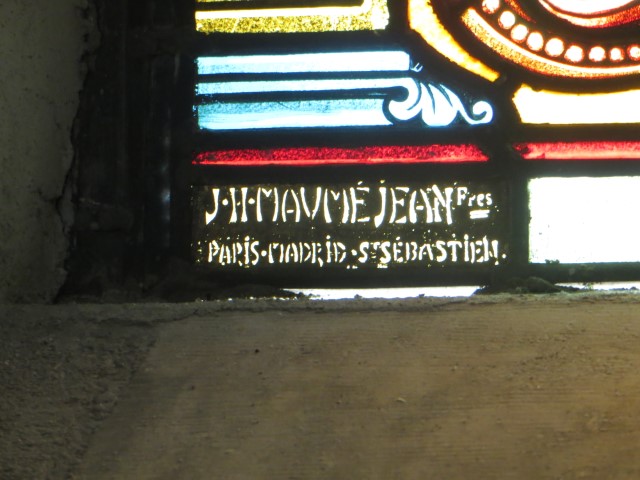 J·H·MAUMÉJEAN Fres
PARIS·MADRID·St SÉBASTIEN.